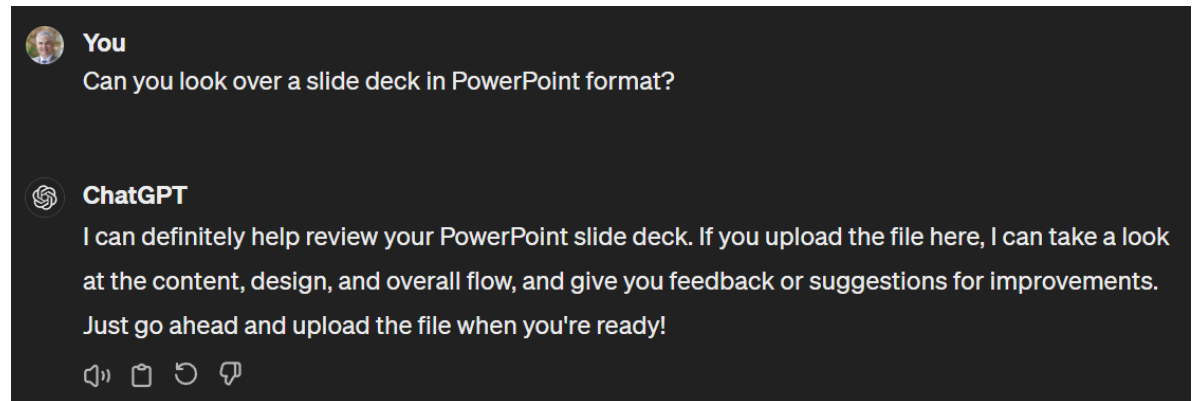 You
Can you look over a slide deck in PowerPoint format?
ChatGPT
I can definitely help review your PowerPoint slide deck. If you upload the file here, I can take a look
at the content, design, and overall flow, and give you feedback or suggestions for improvements.
Just go ahead and upload the file when you're ready!